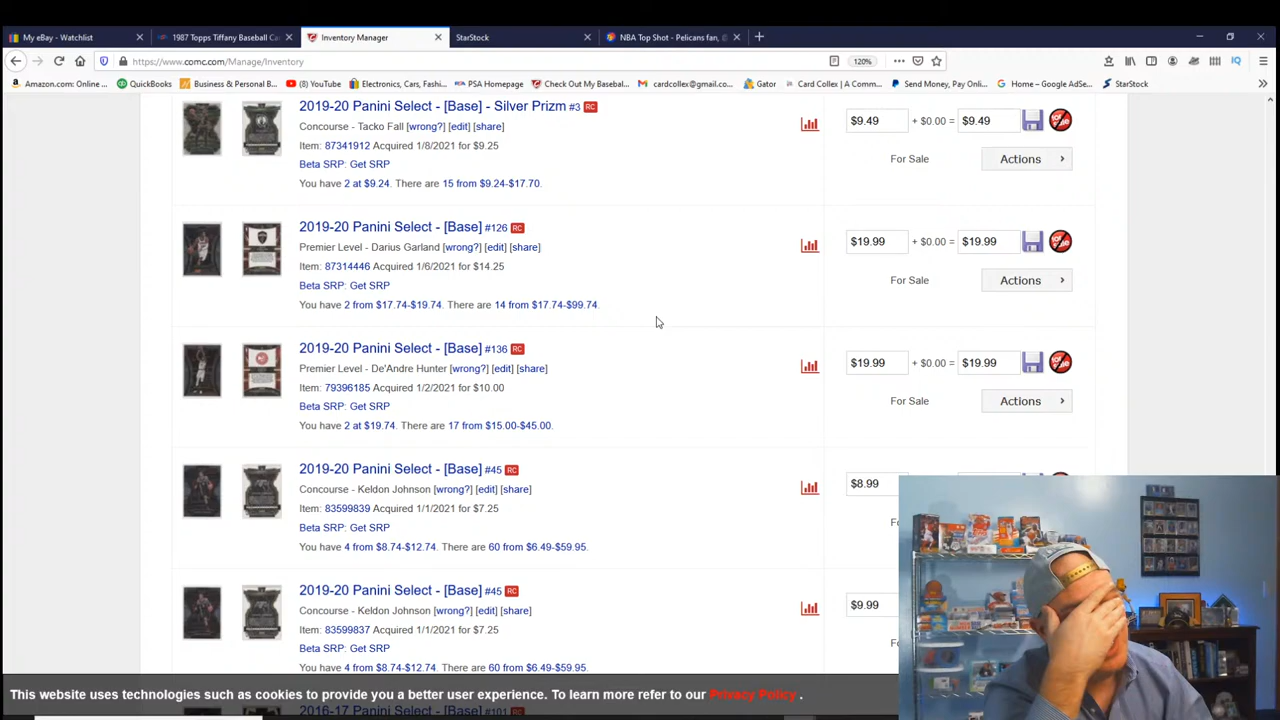 My eBay - Watchlist
1987 Topps Tiffany Baseball Ca
Inventory Manager
StarStock
NBA Top Shot - Pelicans fan,
https://www.comc.com/Manage/Inventory
120%
Amazon.com: Online ...
QuickBooks
(8) YouTube
Business & Personal B...
Electronics, Cars, Fashi...
PSA Homepage
Check Out My Basebal...
cardcollex@gmail.co...
Gator
Card Collex | A Comm...
Send Money, Pay Onli...
Home – Google AdSe...
StarStock
2019-20 Panini Select - [Base] - Silver Prizm #3 RC
Concourse - Tacko Fall [wrong?] [edit] [share]
Item: 87341912 Acquired 1/8/2021 for $9.25
Beta SRP: Get SRP
You have 2 at $9.24. There are 15 from $9.24-$17.70.
$9.49 + $0.00 = $9.49
For Sale Actions
2019-20 Panini Select - [Base] #126 RC
Premier Level - Darius Garland [wrong?] [edit] [share]
Item: 87314446 Acquired 1/6/2021 for $14.25
Beta SRP: Get SRP
You have 2 from $17.74-$19.74. There are 14 from $17.74-$99.74.
$19.99 + $0.00 = $19.99
For Sale Actions
2019-20 Panini Select - [Base] #136 RC
Premier Level - De'Andre Hunter [wrong?] [edit] [share]
Item: 79396185 Acquired 1/2/2021 for $10.00
Beta SRP: Get SRP
You have 2 at $19.74. There are 17 from $15.00-$45.00.
$19.99 + $0.00 = $19.99
For Sale Actions
2019-20 Panini Select - [Base] #45 RC
Concourse - Keldon Johnson [wrong?] [edit] [share]
Item: 83599839 Acquired 1/1/2021 for $7.25
Beta SRP: Get SRP
You have 4 from $8.74-$12.74. There are 60 from $6.49-$59.95.
$8.99
2019-20 Panini Select - [Base] #45 RC
Concourse - Keldon Johnson [wrong?] [edit] [share]
Item: 83599837 Acquired 1/1/2021 for $7.25
Beta SRP: Get SRP
You have 4 from $8.74-$12.74. There are 60 from $6.49-$59.95.
$9.99
This website uses technologies such as cookies to provide you a better user experience. To learn more refer to our Privacy Policy .
2016-17 Panini Select - [Base] #101